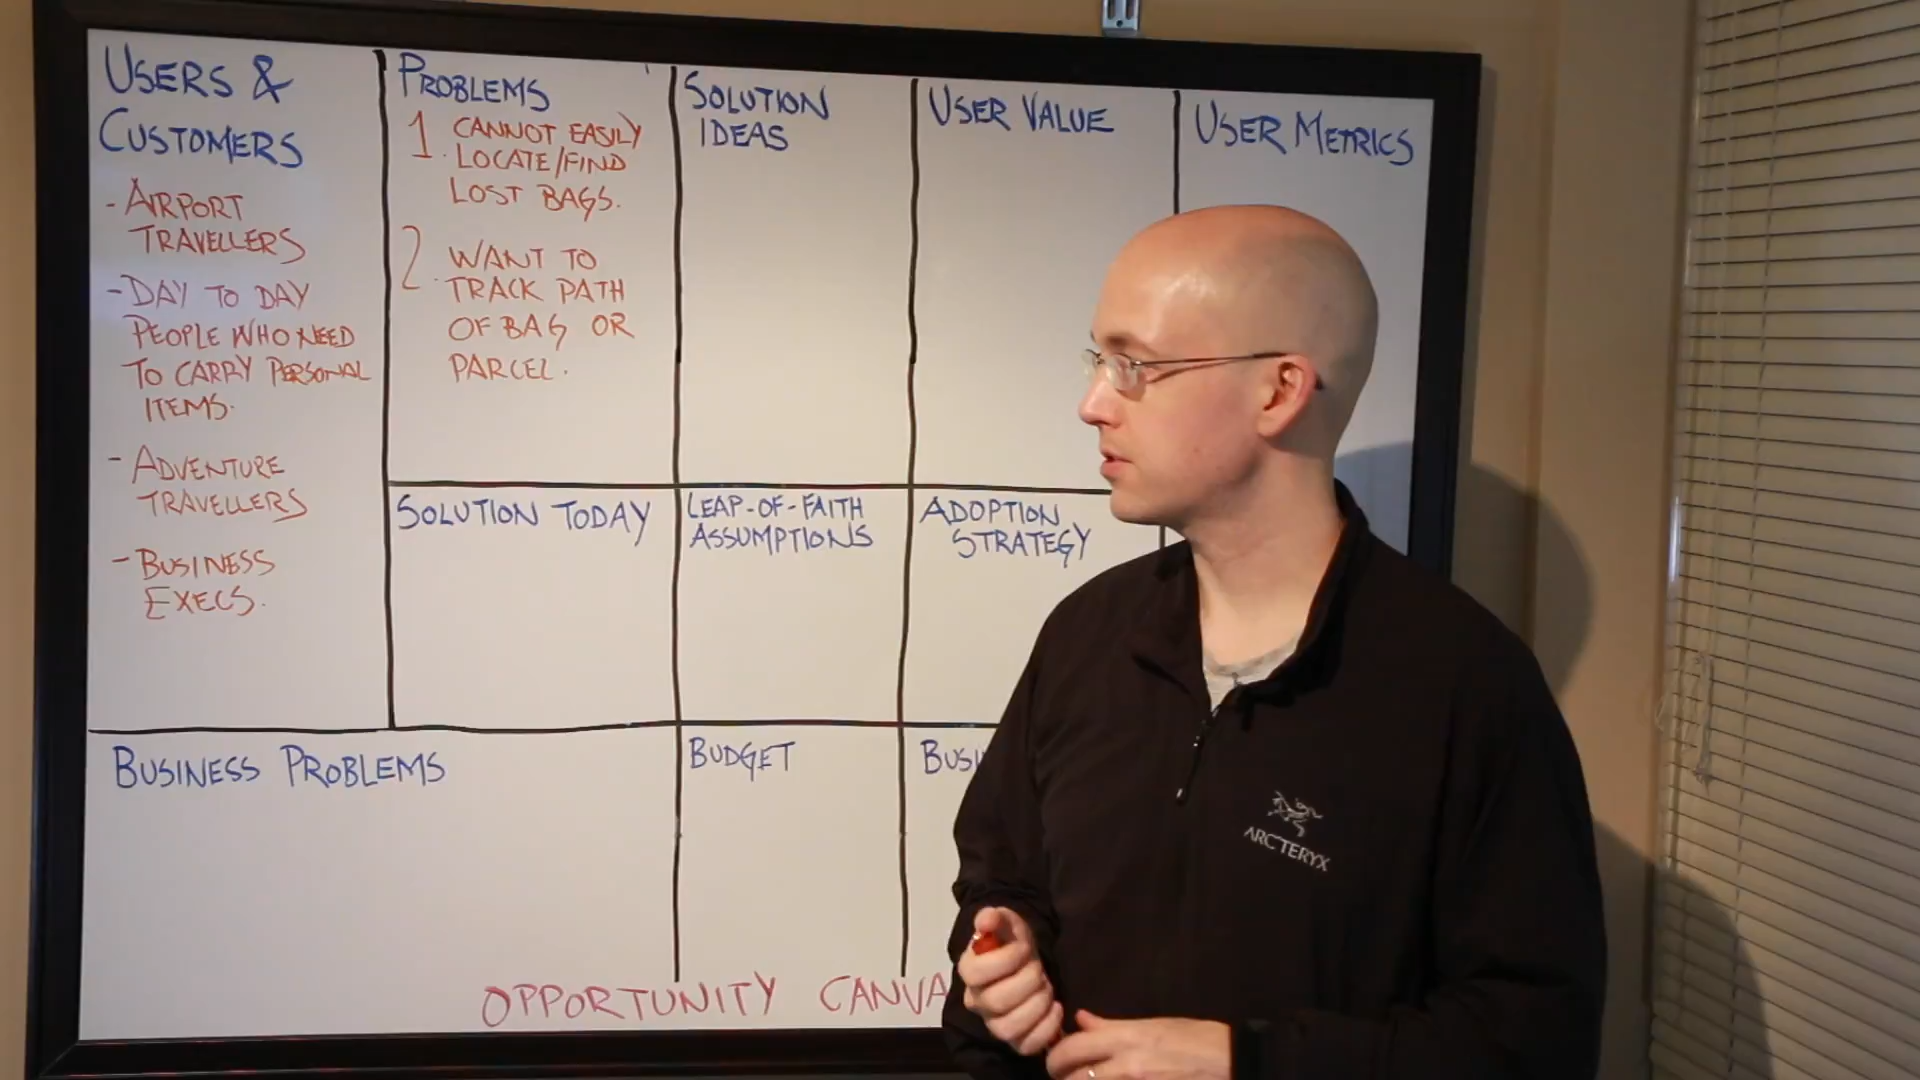 USERS &
CUSTOMERS
- AIRPORT
TRAVELLERS
- DAY TO DAY
PEOPLE WHO NEED
TO CARRY PERSONAL
ITEMS.
- ADVENTURE
TRAVELLERS
- BUSINESS
EXECS.
PROBLEMS
1. CANNOT EASILY
LOCATE/FIND
LOST BAGS.
2. WANT TO
TRACK PATH
OF BAG OR
PARCEL.
SOLUTION
IDEAS
USER VALUE
USER METRICS
SOLUTION TODAY
LEAP-OF-FAITH
ASSUMPTIONS
ADOPTION
STRATEGY
BUSINESS PROBLEMS
BUDGET
BUSI
OPPORTUNITY CANVA
ARC'TERYX